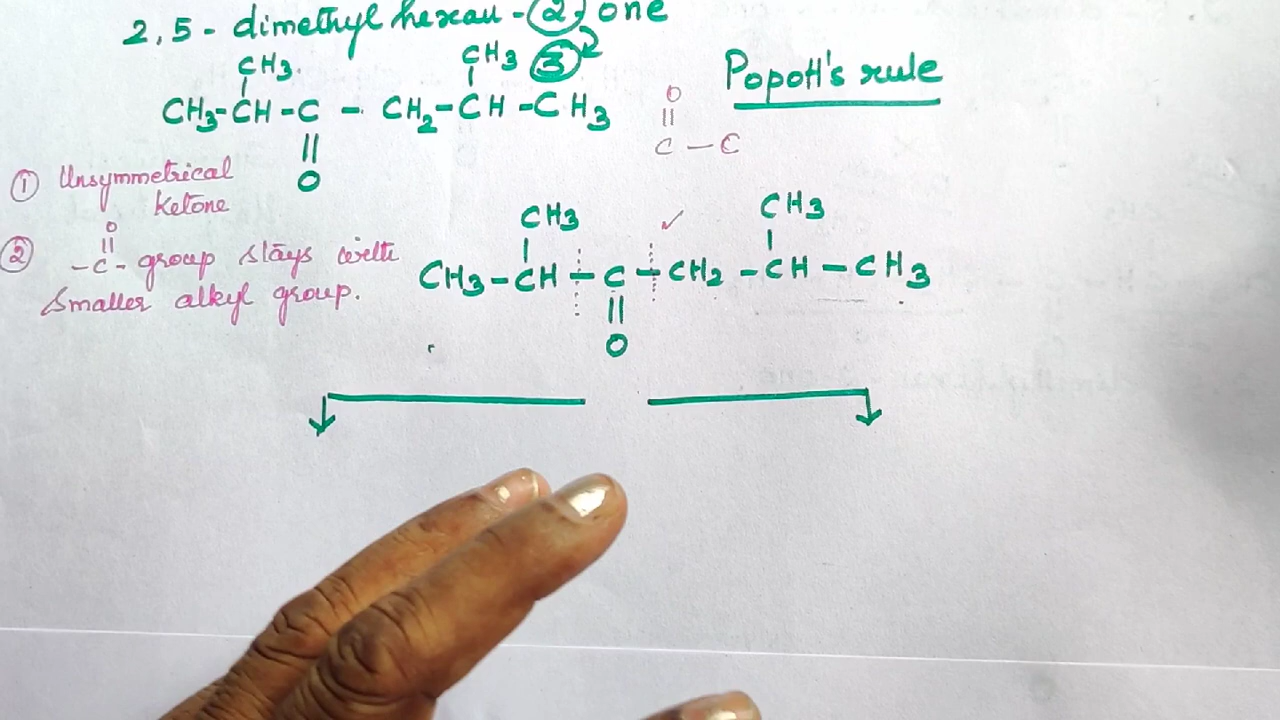 2,5 - dimethyl hexan - 2, one
CH3 CH3 3
CH3-CH-C - CH2-CH-CH3
||
O
Popott's rule
O
||
C - C
① Unsymmetrical
Ketone
② O
||
-C- group stays with
smaller alkyl group.
CH3 ✓ CH3
| |
CH3-CH-C-CH2-CH-CH3
||
O